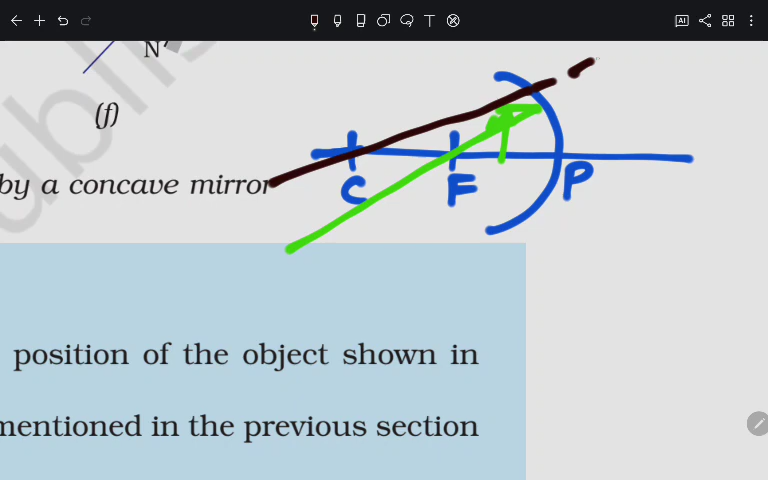 N
(f)
by a concave mirror
C F P
position of the object shown in
mentioned in the previous section